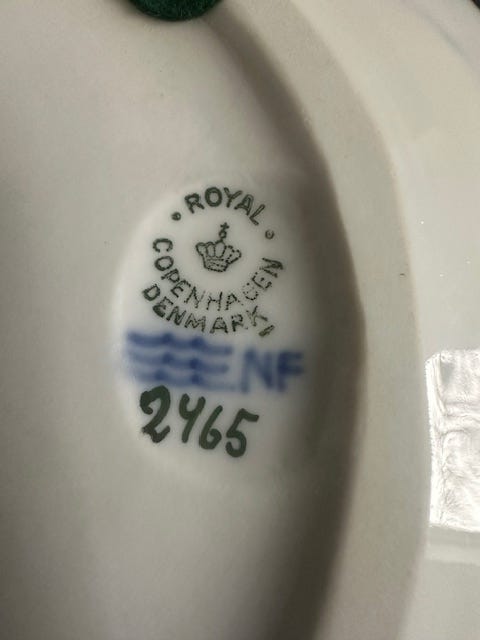 ROYAL
COPENHAGEN
DENMARK
NF
2465